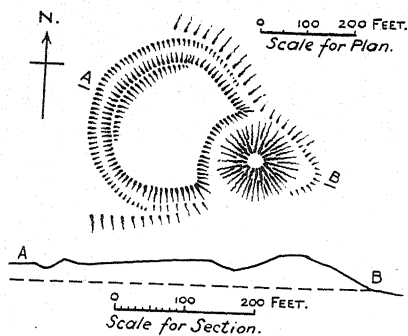 N.
0 100 200 FEET.
Scale for Plan.
A
B
A
B
0 100 200 FEET.
Scale for Section.